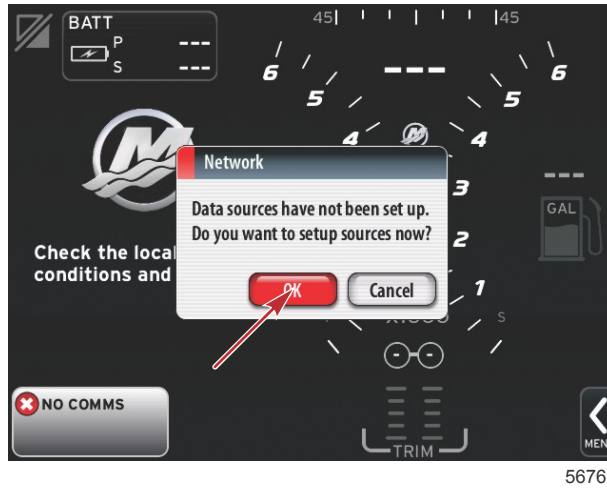 BATT
P ---
S ---
45 45
---
6 6
5 5
4 4
Network
Data sources have not been set up.
Do you want to setup sources now?
OK Cancel
3
2
1
---
GAL
Check the local
conditions and
S
NO COMMS
TRIM
MEN
5676